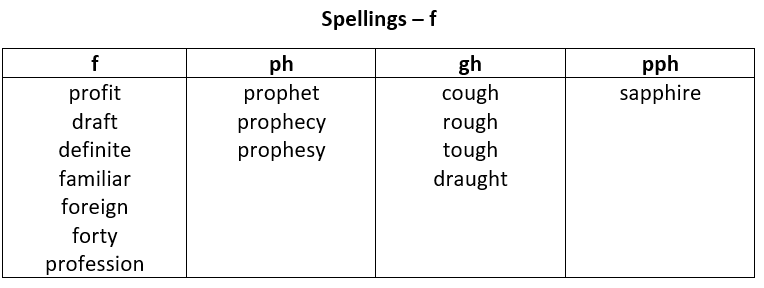 Spellings – f
f ph gh pph
profit prophet cough sapphire
draft prophecy rough
definite prophesy tough
familiar draught
foreign
forty
profession